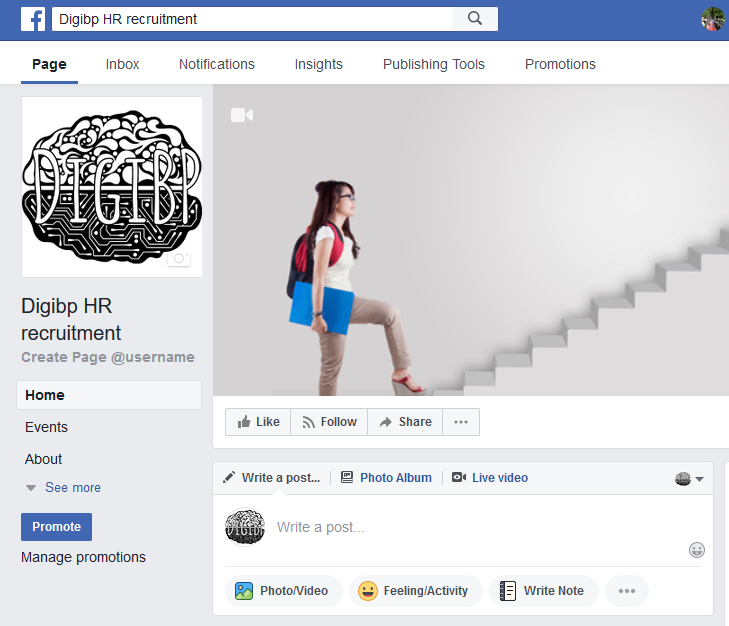 Digibp HR recruitment
Page Inbox Notifications Insights Publishing Tools Promotions
DIGIBP
Digibp HR
recruitment
Create Page @username
Home
Events
About
See more
Promote
Manage promotions
Like Follow Share
Write a post... Photo Album Live video
DIGIBP Write a post...
Photo/Video Feeling/Activity Write Note